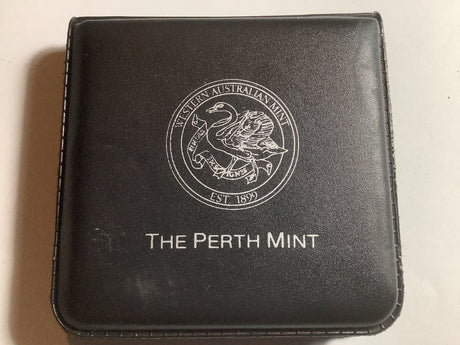 WESTERN AUSTRALIAN MINT
EST. 1899
THE PERTH MINT